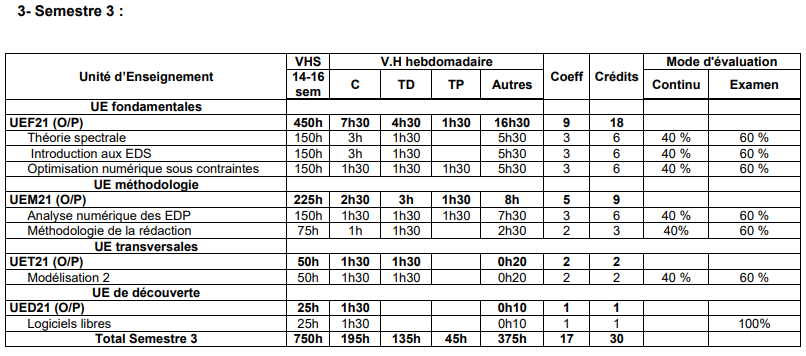 3- Semestre 3 :
Unité d'Enseignement VHS V.H hebdomadaire Coeff Crédits Mode d'évaluation
14-16 sem C TD TP Autres Continu Examen
UE fondamentales
UEF21 (O/P) 450h 7h30 4h30 1h30 16h30 9 18
Théorie spectrale 150h 3h 1h30 5h30 3 6 40 % 60 %
Introduction aux EDS 150h 3h 1h30 5h30 3 6 40 % 60 %
Optimisation numérique sous contraintes 150h 1h30 1h30 1h30 5h30 3 6 40 % 60 %
UE méthodologie
UEM21 (O/P) 225h 2h30 3h 1h30 8h 5 9
Analyse numérique des EDP 150h 1h30 1h30 1h30 7h30 3 6 40 % 60 %
Méthodologie de la rédaction 75h 1h 1h30 2h30 2 3 40% 60 %
UE transversales
UET21 (O/P) 50h 1h30 1h30 0h20 2 2
Modélisation 2 50h 1h30 1h30 0h20 2 2 40 % 60 %
UE de découverte
UED21 (O/P) 25h 1h30 0h10 1 1
Logiciels libres 25h 1h30 0h10 1 1 100%
Total Semestre 3 750h 195h 135h 45h 375h 17 30